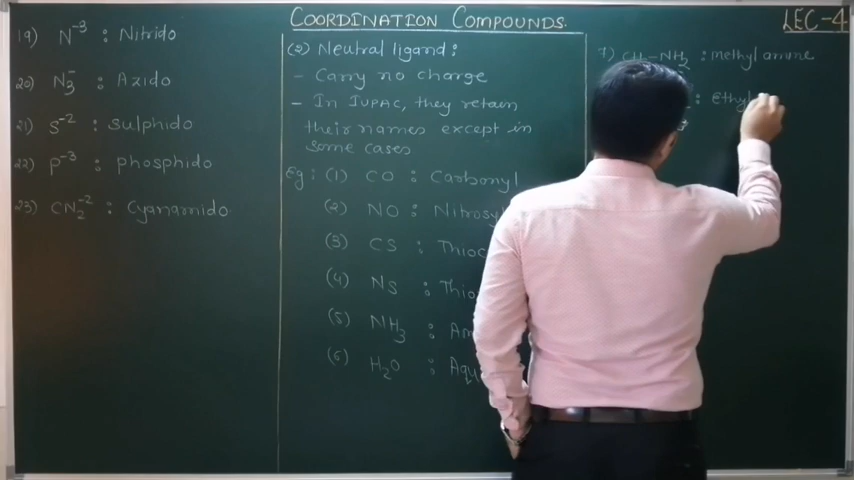 COORDINATION COMPOUNDS
LEC-4
19) N⁻³ : Nitrido
20) N₃⁻ : Azido
21) S⁻² : sulphido
22) P⁻³ : phosphido
23) CN₂⁻² : Cyanamido
(2) Neutral ligand :
- Carry no charge
- In IUPAC, they retain
their names except in
some cases
Eg : (1) CO : Carbonyl
(2) NO : Nitrosyl
(3) CS : Thioc
(4) NS : Thio
(5) NH₃ : Am
(6) H₂O : Aqu
7) CH₃-NH₂ : methyl amine
: Ethyl